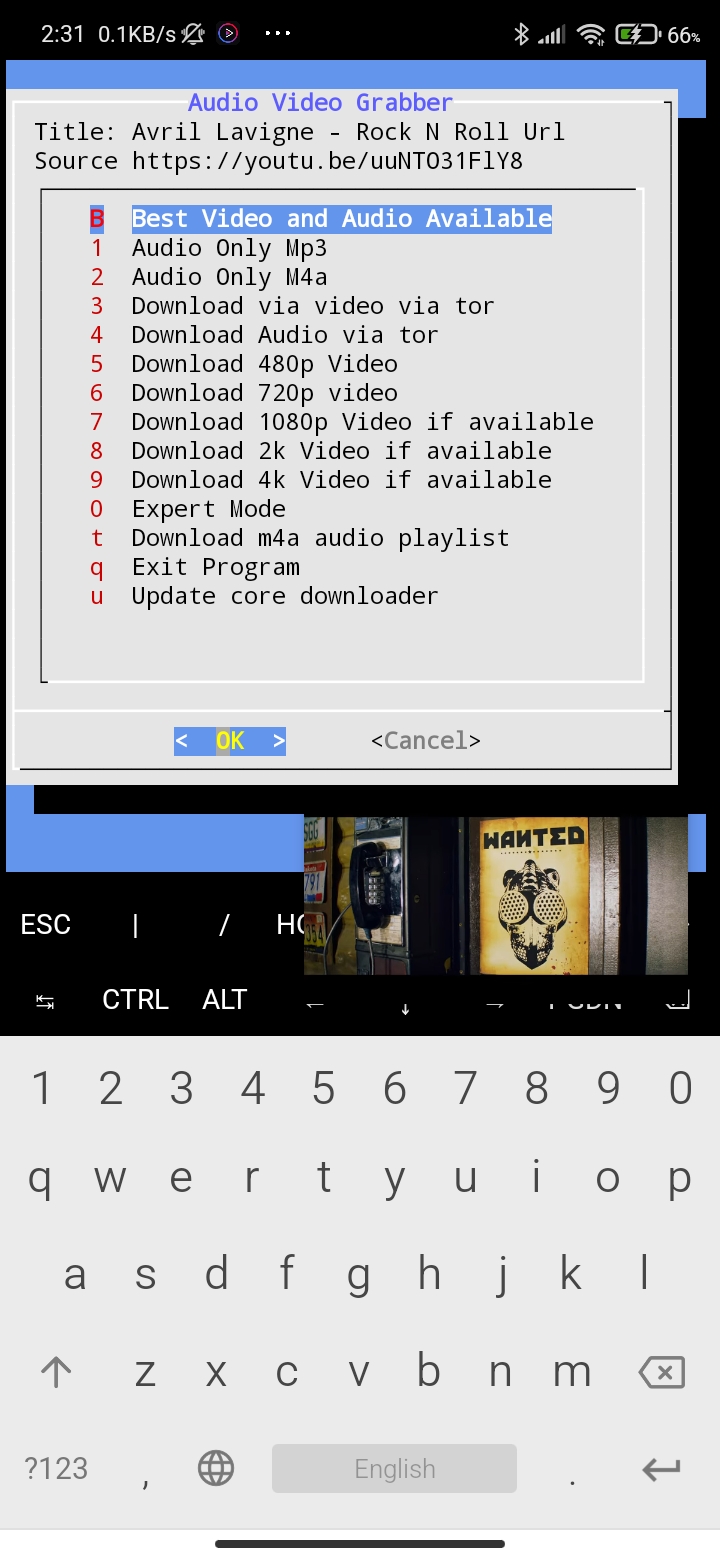 2:31 0.1KB/s ... 66%
Audio Video Grabber
Title: Avril Lavigne - Rock N Roll Url
Source https://youtu.be/uuNTO31FlY8
B Best Video and Audio Available
1 Audio Only Mp3
2 Audio Only M4a
3 Download via video via tor
4 Download Audio via tor
5 Download 480p Video
6 Download 720p video
7 Download 1080p Video if available
8 Download 2k Video if available
9 Download 4k Video if available
0 Expert Mode
t Download m4a audio playlist
q Exit Program
u Update core downloader
< OK > <Cancel>
WANTED
ESC | /
CTRL ALT
1 2 3 4 5 6 7 8 9 0
q w e r t y u i o p
a s d f g h j k l
z x c v b n m
?123 , English .